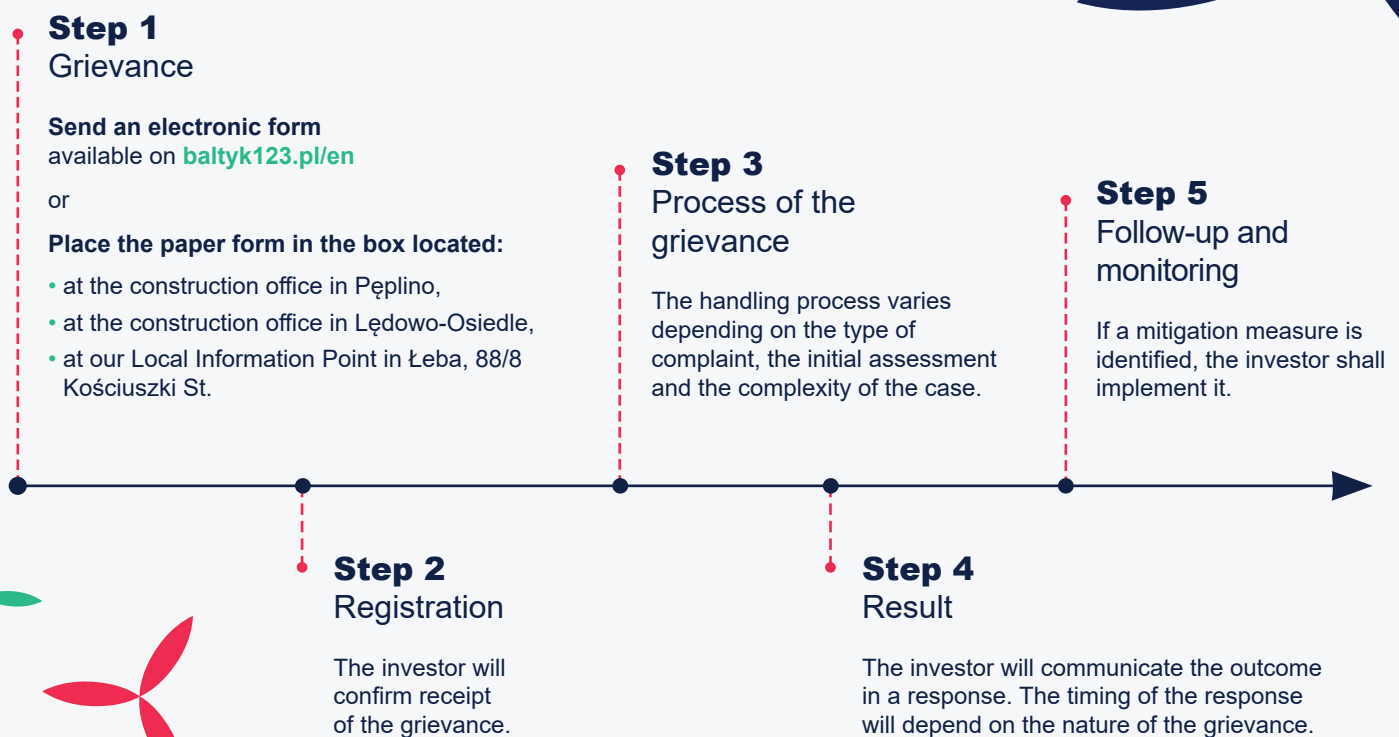 Step 1
Grievance
Send an electronic form
available on baltyk123.pl/en
or
Place the paper form in the box located:
• at the construction office in Pęplino,
• at the construction office in Lędowo-Osiedle,
• at our Local Information Point in Łeba, 88/8
Kościuszki St.
Step 2
Registration
The investor will
confirm receipt
of the grievance.
Step 3
Process of the
grievance
The handling process varies
depending on the type of
complaint, the initial assessment
and the complexity of the case.
Step 4
Result
The investor will communicate the outcome
in a response. The timing of the response
will depend on the nature of the grievance.
Step 5
Follow-up and
monitoring
If a mitigation measure is
identified, the investor shall
implement it.